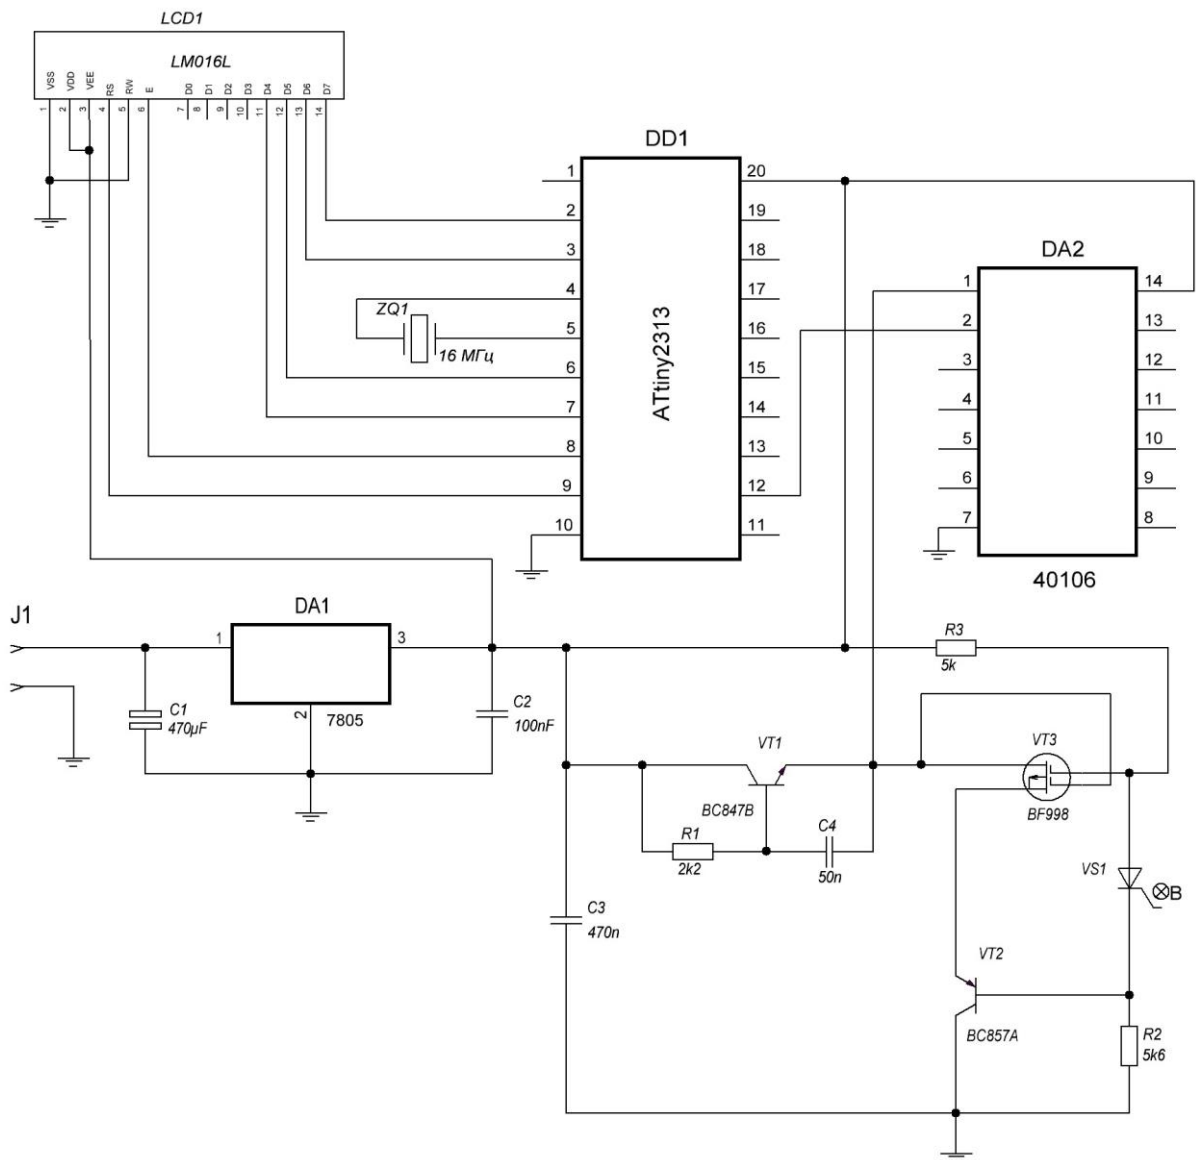 LCD1
LM016L
VSS VDD VEE RS RW E D0 D1 D2 D3 D4 D5 D6 D7
1 2 3 4 5 6 7 8 9 10 11 12 13 14
DD1
ATtiny2313
1 20
2 19
3 18
4 17
5 16
6 15
7 14
8 13
9 12
10 11
ZQ1
16 МГц
DA2
1 14
2 13
3 12
4 11
5 10
6 9
7 8
40106
J1
DA1
1 3
2
7805
C1
470µF
C2
100nF
R3
5k
VT1
BC847B
VT3
BF998
R1
2k2
C4
50n
VS1
B
C3
470n
VT2
BC857A
R2
5k6